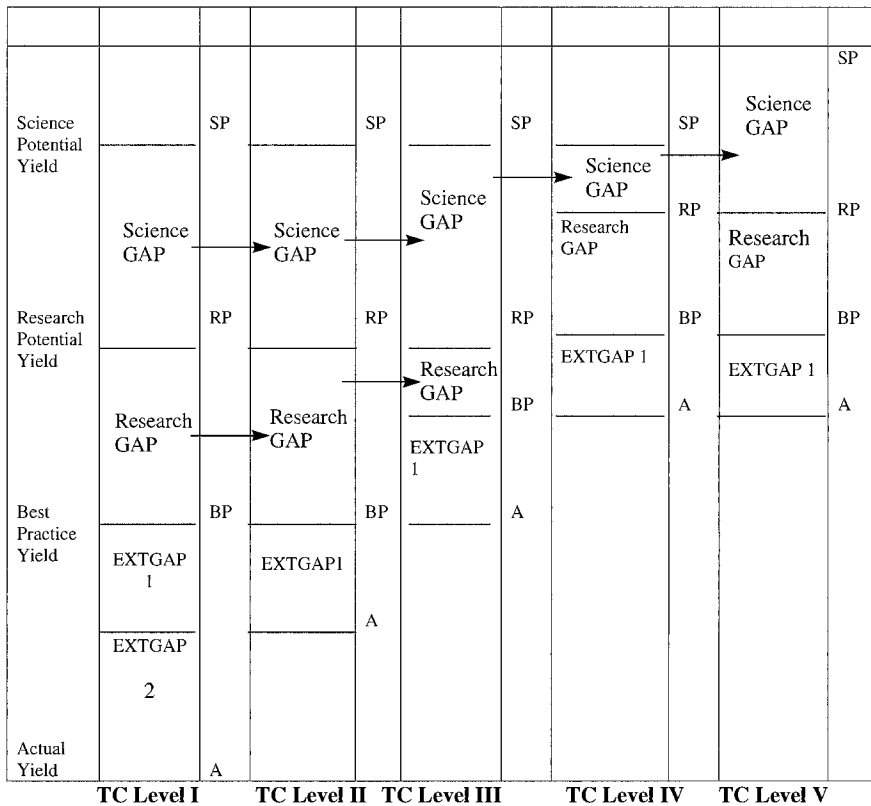 SP
Science
GAP
Science
Potential
Yield
SP
SP
SP
SP
Science
GAP
Science
GAP
RP
RP
Science
GAP
Science
GAP
Research
GAP
Research
GAP
Research
Potential
Yield
RP
RP
RP
BP
BP
EXTGAP 1
EXTGAP 1
Research
GAP
BP
A
A
Research
GAP
Research
GAP
EXTGAP
1
Best
Practice
Yield
BP
BP
A
EXTGAP
1
EXTGAP1
A
EXTGAP
2
Actual
Yield
A
TC Level I
TC Level II
TC Level III
TC Level IV
TC Level V